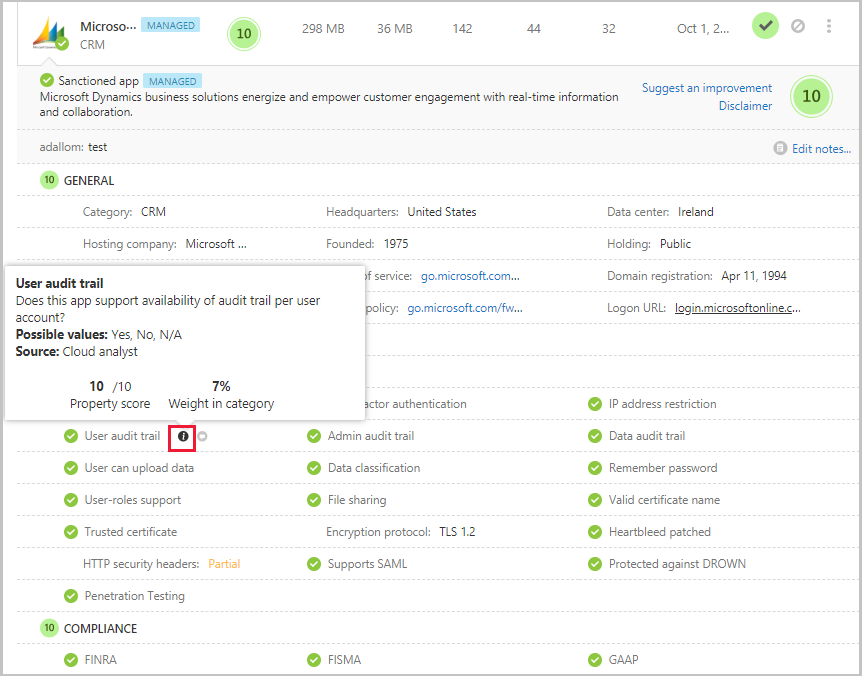 Microso... MANAGED 10 298 MB 36 MB 142 44 32 Oct 1, 2...
CRM
Sanctioned app MANAGED
Microsoft Dynamics business solutions energize and empower customer engagement with real-time information
and collaboration.
Suggest an improvement
Disclaimer
10
adallom: test Edit notes...
10 GENERAL
Category: CRM Headquarters: United States Data center: Ireland
Hosting company: Microsoft ... Founded: 1975 Holding: Public
of service: go.microsoft.com... Domain registration: Apr 11, 1994
policy: go.microsoft.com/fw... Logon URL: login.microsoftonline.c...
User audit trail
Does this app support availability of audit trail per user
account?
Possible values: Yes, No, N/A
Source: Cloud analyst
10 /10 7%
Property score Weight in category
actor authentication IP address restriction
User audit trail Admin audit trail Data audit trail
User can upload data Data classification Remember password
User-roles support File sharing Valid certificate name
Trusted certificate Encryption protocol: TLS 1.2 Heartbleed patched
HTTP security headers: Partial Supports SAML Protected against DROWN
Penetration Testing
10 COMPLIANCE
FINRA FISMA GAAP